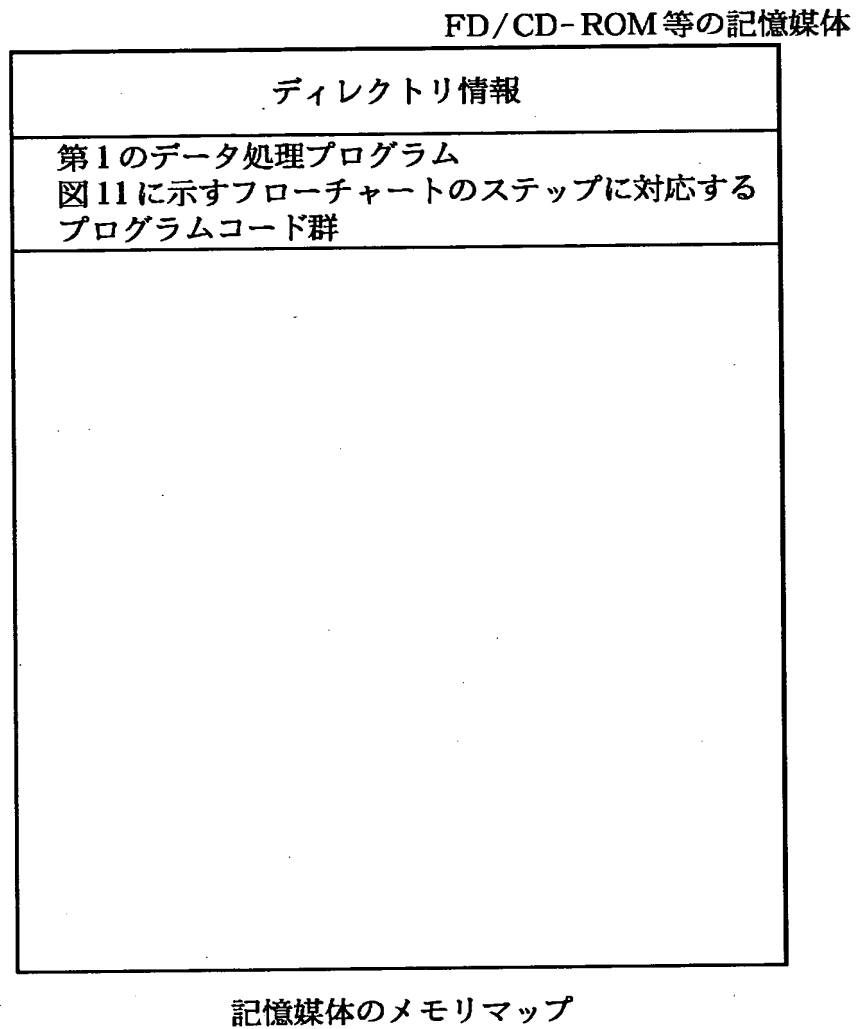 FD/CD-ROM等の記憶媒体
ディレクトリ情報
第1のデータ処理プログラム
図11に示すフローチャートのステップに対応する
プログラムコード群
記憶媒体のメモリマップ